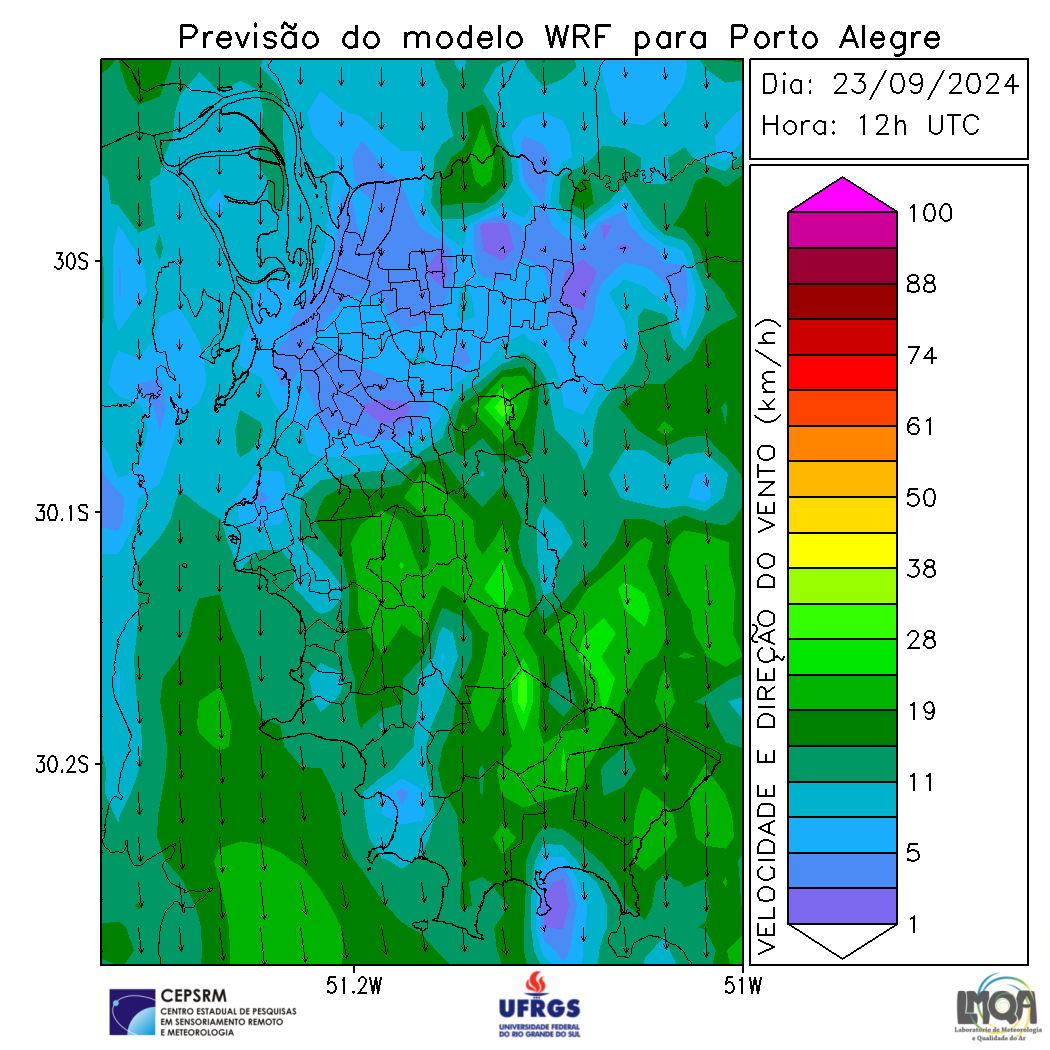 Previsão do modelo WRF para Porto Alegre
Dia: 23/09/2024
Hora: 12h UTC
30S
30.1S
30.2S
51.2W
51W
VELOCIDADE E DIREÇÃO DO VENTO (km/h)
100
88
74
61
50
38
28
19
11
5
1
CEPSRM
CENTRO ESTADUAL DE PESQUISAS
EM SENSORIAMENTO REMOTO
E METEOROLOGIA
UFRGS
UNIVERSIDADE FEDERAL
DO RIO GRANDE DO SUL
LMQA
Laboratório de Meteorologia
e Qualidade do Ar